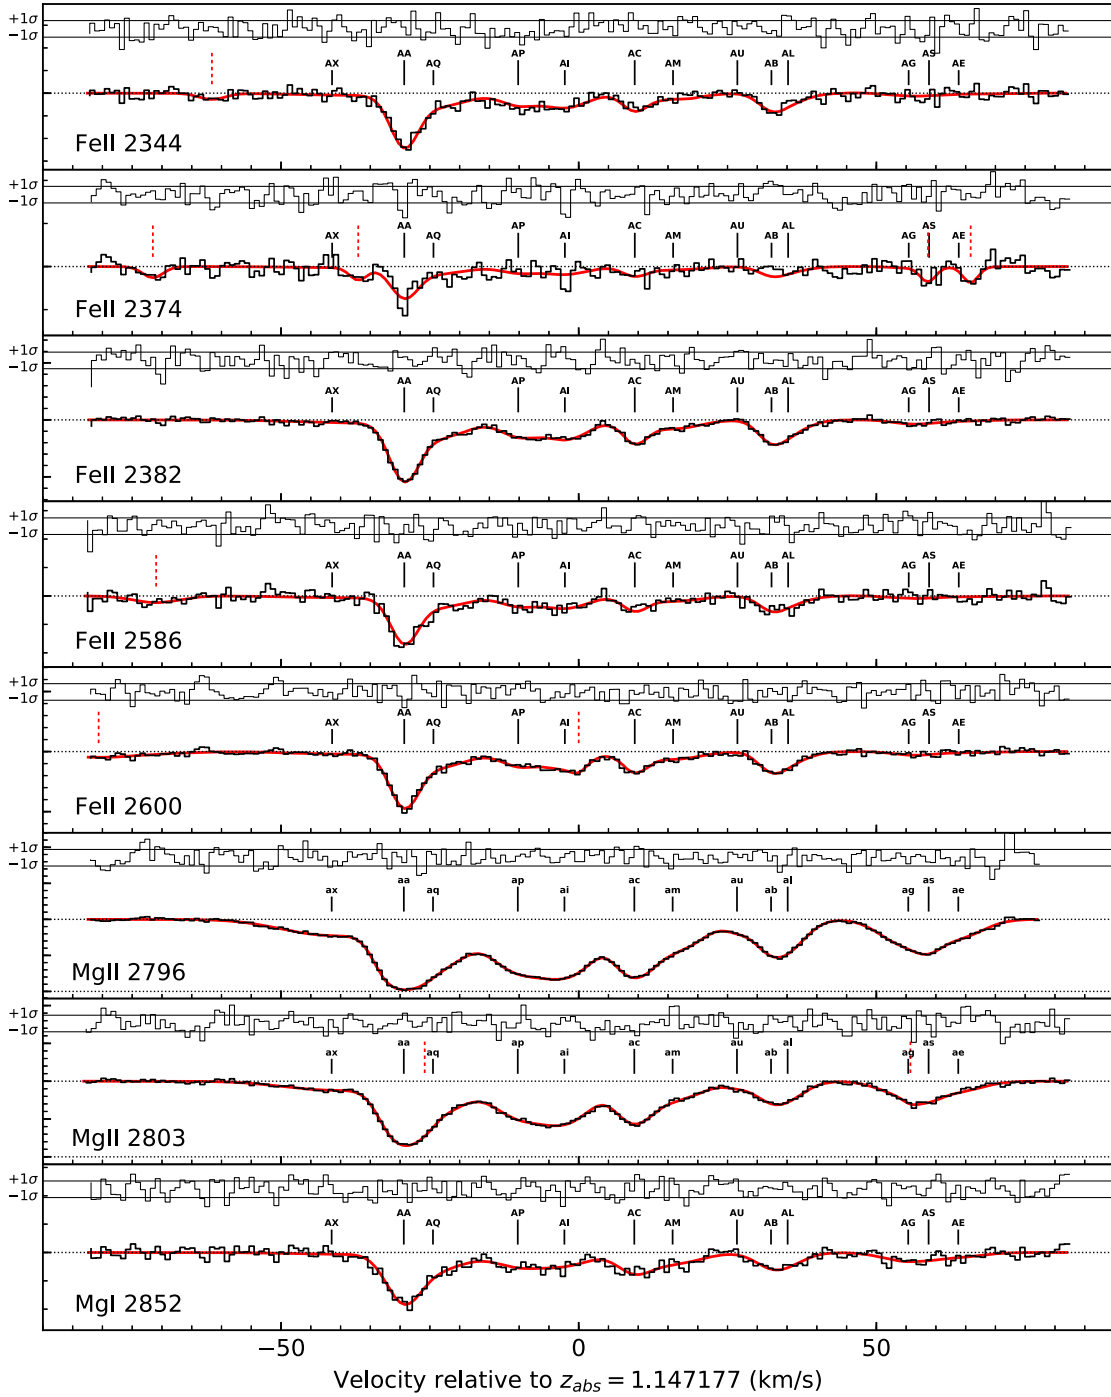 +1σ
−1σ
AX AA AQ AP AI AC AM AU AB AL AG AS AE
FeII 2344
+1σ
−1σ
AX AA AQ AP AI AC AM AU AB AL AG AS AE
FeII 2374
+1σ
−1σ
AX AA AQ AP AI AC AM AU AB AL AG AS AE
FeII 2382
+1σ
−1σ
AX AA AQ AP AI AC AM AU AB AL AG AS AE
FeII 2586
+1σ
−1σ
AX AA AQ AP AI AC AM AU AB AL AG AS AE
FeII 2600
+1σ
−1σ
ax aa aq ap ai ac am au ab al ag as ae
MgII 2796
+1σ
−1σ
ax aa aq ap ai ac am au ab al ag as ae
MgII 2803
+1σ
−1σ
AX AA AQ AP AI AC AM AU AB AL AG AS AE
MgI 2852
−50 0 50
Velocity relative to z_abs = 1.147177 (km/s)